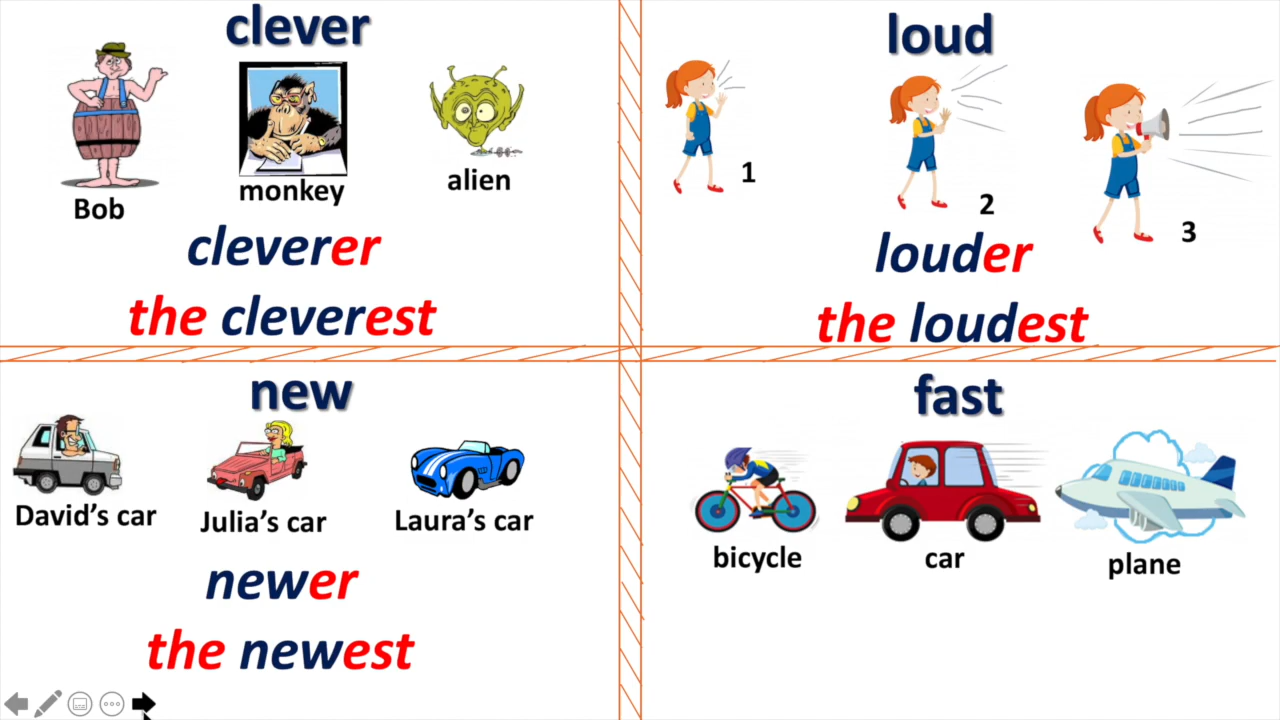 clever
Bob
monkey
alien
cleverer
the cleverest
loud
1
2
3
louder
the loudest
new
David's car
Julia's car
Laura's car
newer
the newest
fast
bicycle
car
plane